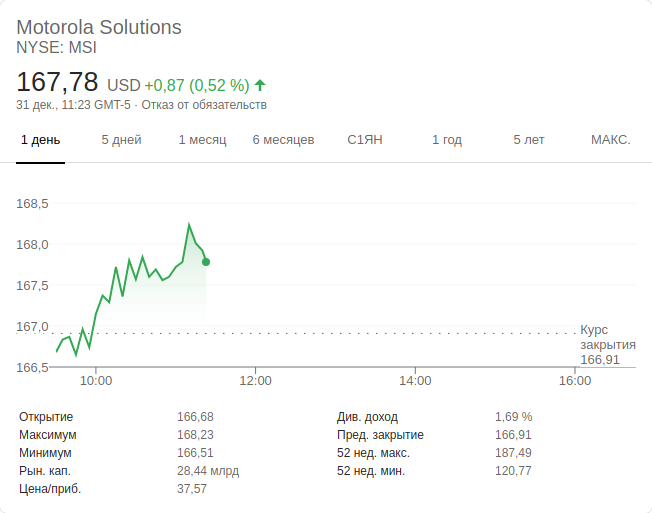 Motorola Solutions
NYSE: MSI
167,78 USD +0,87 (0,52 %)
31 дек., 11:23 GMT-5 · Отказ от обязательств
1 день 5 дней 1 месяц 6 месяцев С1ЯН 1 год 5 лет МАКС.
168,5
168,0
167,5
167,0
166,5
Курс
закрытия
166,91
10:00 12:00 14:00 16:00
Открытие 166,68 Див. доход 1,69 %
Максимум 168,23 Пред. закрытие 166,91
Минимум 166,51 52 нед. макс. 187,49
Рын. кап. 28,44 млрд 52 нед. мин. 120,77
Цена/приб. 37,57